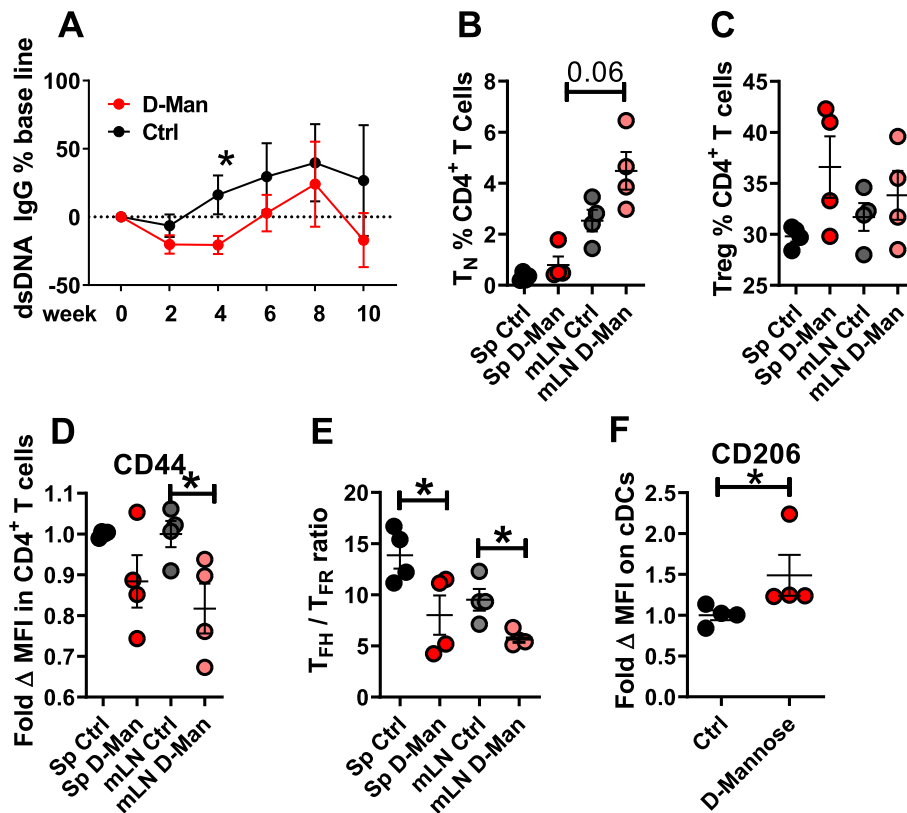 A
dsDNA IgG % base line
100
50
0
-50
D-Man
Ctrl
*
week 0 2 4 6 8 10
B
T_N % CD4⁺ T Cells
8
6
4
2
0
0.06
Sp Ctrl
Sp D-Man
mLN Ctrl
mLN D-Man
C
Treg % CD4⁺ T cells
45
40
35
30
25
Sp Ctrl
Sp D-Man
mLN Ctrl
mLN D-Man
D
CD44
Fold Δ MFI in CD4⁺ T cells
1.1
1.0
0.9
0.8
0.7
0.6
*
Sp Ctrl
Sp D-Man
mLN Ctrl
mLN D-Man
E
T_FH / T_FR ratio
20
15
10
5
0
*
*
Sp Ctrl
Sp D-Man
mLN Ctrl
mLN D-Man
F
CD206
Fold Δ MFI on cDCs
2.5
2.0
1.5
1.0
0.5
0.0
*
Ctrl
D-Mannose